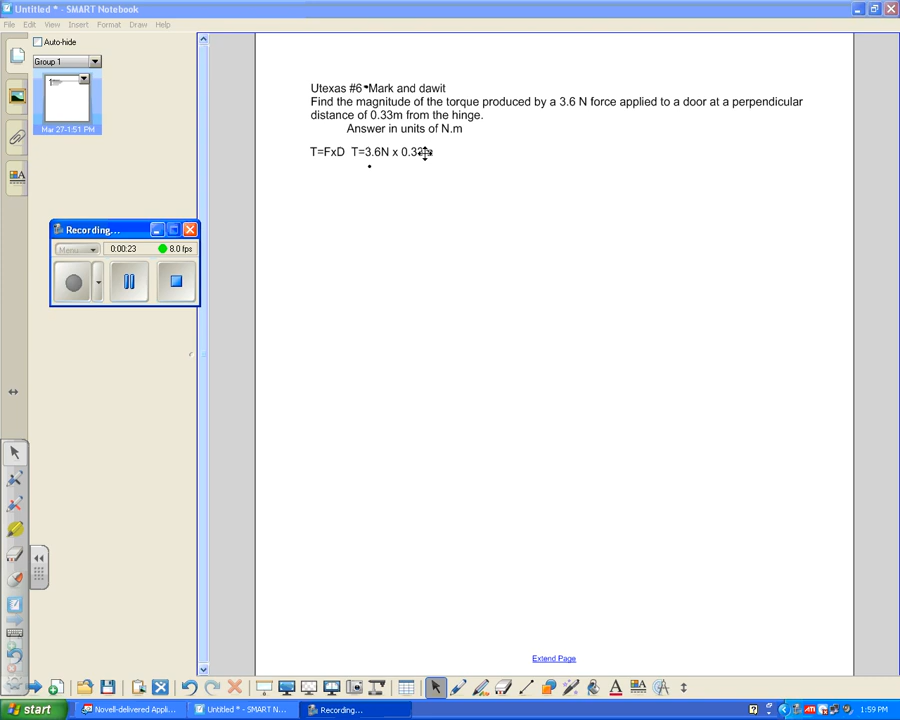 Untitled * - SMART Notebook
File Edit View Insert Format Draw Help
Auto-hide
Group 1
Mar 27-1:51 PM
Utexas #6 Mark and dawit
Find the magnitude of the torque produced by a 3.6 N force applied to a door at a perpendicular
distance of 0.33m from the hinge.
Answer in units of N.m
T=FxD T=3.6N x
Recording...
Menu 0:00:23 8.0 fps
Extend Page
start Novell-delivered Appli... Untitled * - SMART N... Recording... 1:59 PM